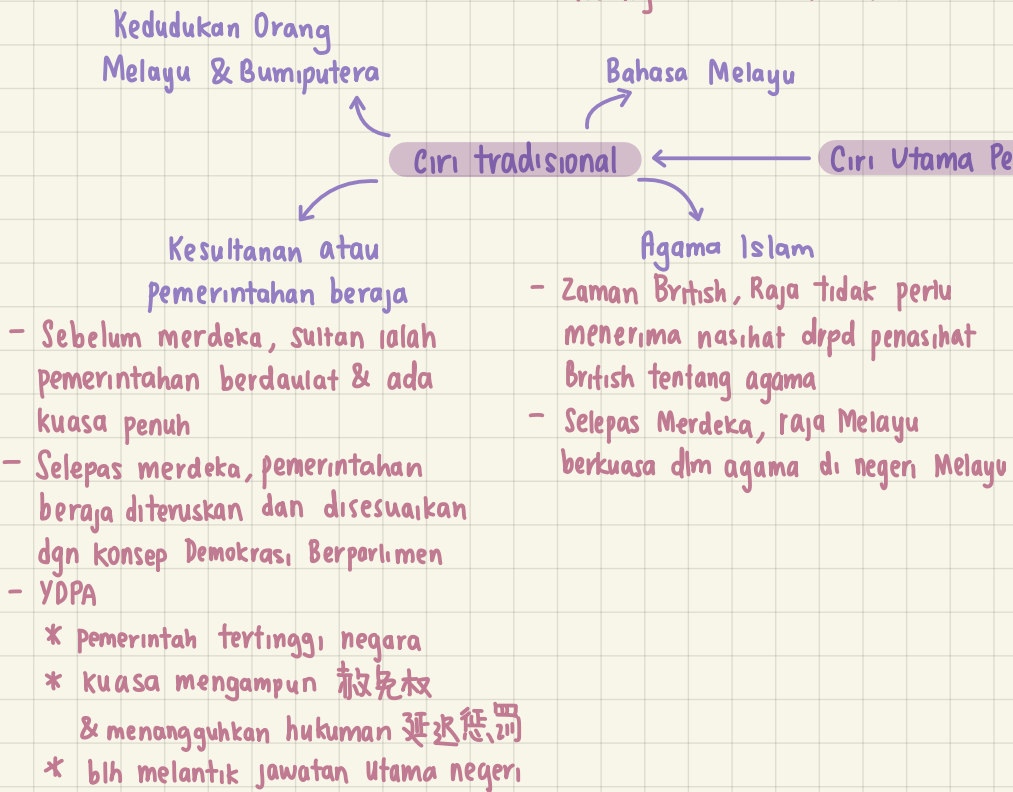 Kedudukan Orang
Melayu & Bumiputera
Bahasa Melayu
Ciri tradisional
Ciri Utama Pe
Kesultanan atau
pemerintahan beraja
- Sebelum merdeka, sultan ialah
pemerintahan berdaulat & ada
kuasa penuh
- Selepas merdeka, pemerintahan
beraja diteruskan dan disesuaikan
dgn konsep Demokrasi Berparlimen
- YDPA
* pemerintah tertinggi negara
* kuasa mengampun 赦免权
& menangguhkan hukuman 延迟惩罚
* blh melantik jawatan utama negeri
Agama Islam
- Zaman British, Raja tidak perlu
menerima nasihat drpd penasihat
British tentang agama
- Selepas Merdeka, raja Melayu
berkuasa dlm agama di negeri Melayu